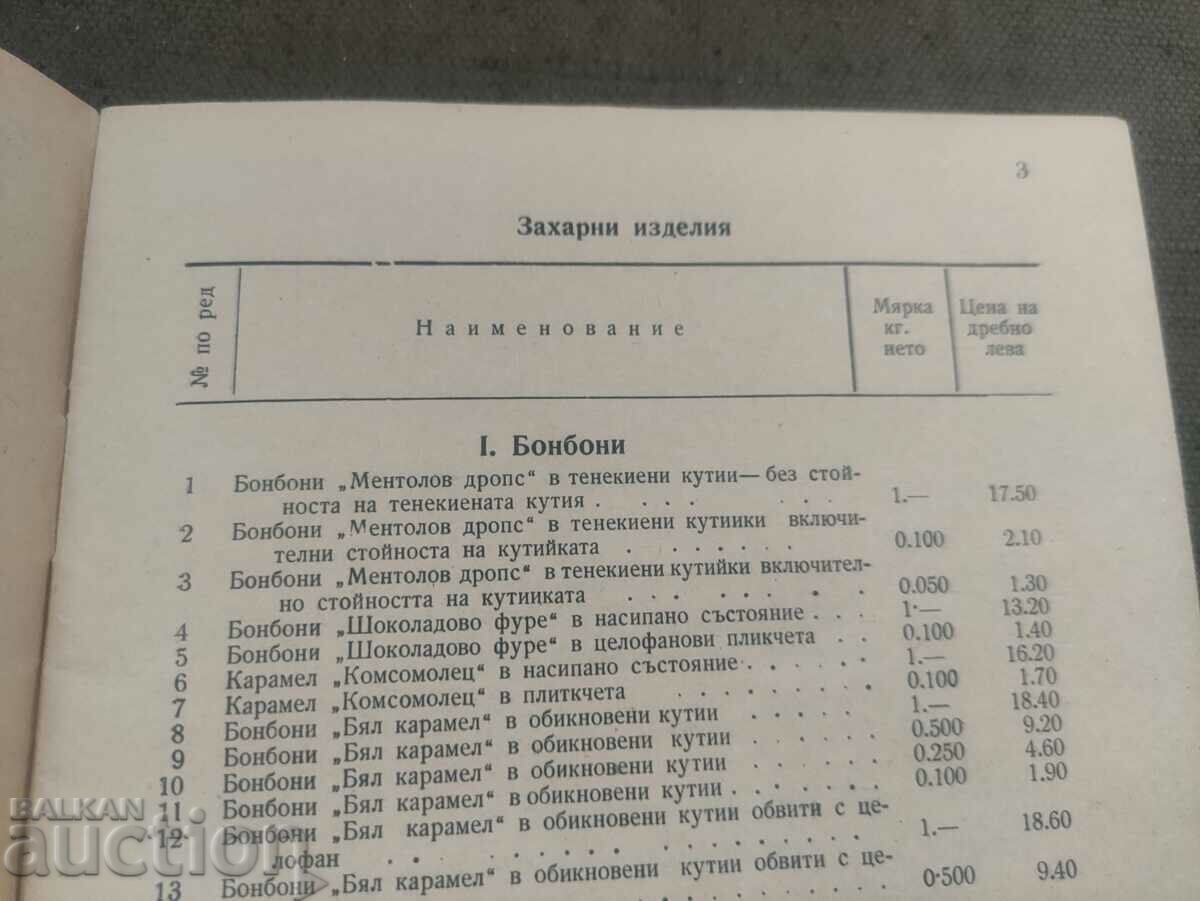 3
Захарни изделия
№ по ред
Наименование
Мярка
кг.
нето
Цена на
дребно
лева
I. Бонбони
1 Бонбони „Ментолов дропс“ в тенекиени кутии—без стой-
носта на тенекиената кутия . . . . . . . . 1.— 17.50
2 Бонбони „Ментолов дропс“ в тенекиени кутиики включи-
телни стойноста на кутийката . . . . . . . 0.100 2.10
3 Бонбони „Ментолов дропс“ в тенекиени кутийки включител-
но стойността на кутииката . . . . . . . 0.050 1.30
4 Бонбони „Шоколадово фуре“ в насипано състояние . . . 1·— 13.20
5 Бонбони „Шоколадово фуре“ в целофанови пликчета . . 0.100 1.40
6 Карамел „Комсомолец“ в насипано състояние . . . . . 1.— 16.20
7 Карамел „Комсомолец“ в плиткчета . . . . . . . . 0.100 1.70
8 Бонбони „Бял карамел“ в обикновени кутии . . . . . 1.— 18.40
9 Бонбони „Бял карамел“ в обикновени кутии . . . . . 0.500 9.20
10 Бонбони „Бял карамел“ в обикновени кутии . . . . . . 0.250 4.60
11 Бонбони „Бял карамел“ в обикновени кутии . . . . . . . 0.100 1.90
·12· Бонбони „Бял карамел“ в обикновени кутии обвити с це-
лофан . . . . . . . . . . . . 1.— 18.60
13 Бонбони „Бял карамел“ в обикновени кутии обвити с це-
0·500 9.40
BALKAN
auction